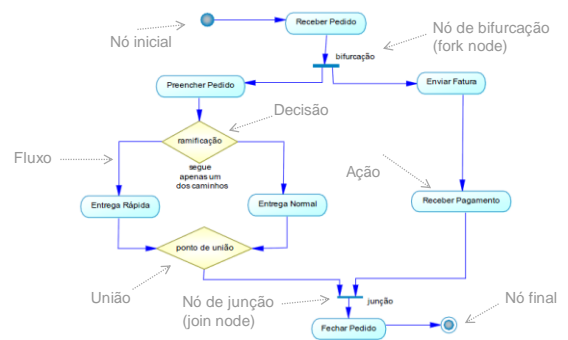 Nó inicial
Receber Pedido
Nó de bifurcação
(fork node)
bifurcação
Preencher Pedido
Enviar Fatura
Decisão
ramificação
Fluxo
segue
apenas um
dos caminhos
Ação
Entrega Rápida
Entrega Normal
Receber Pagamento
ponto de união
União
Nó de junção
(join node)
junção
Nó final
Fechar Pedido